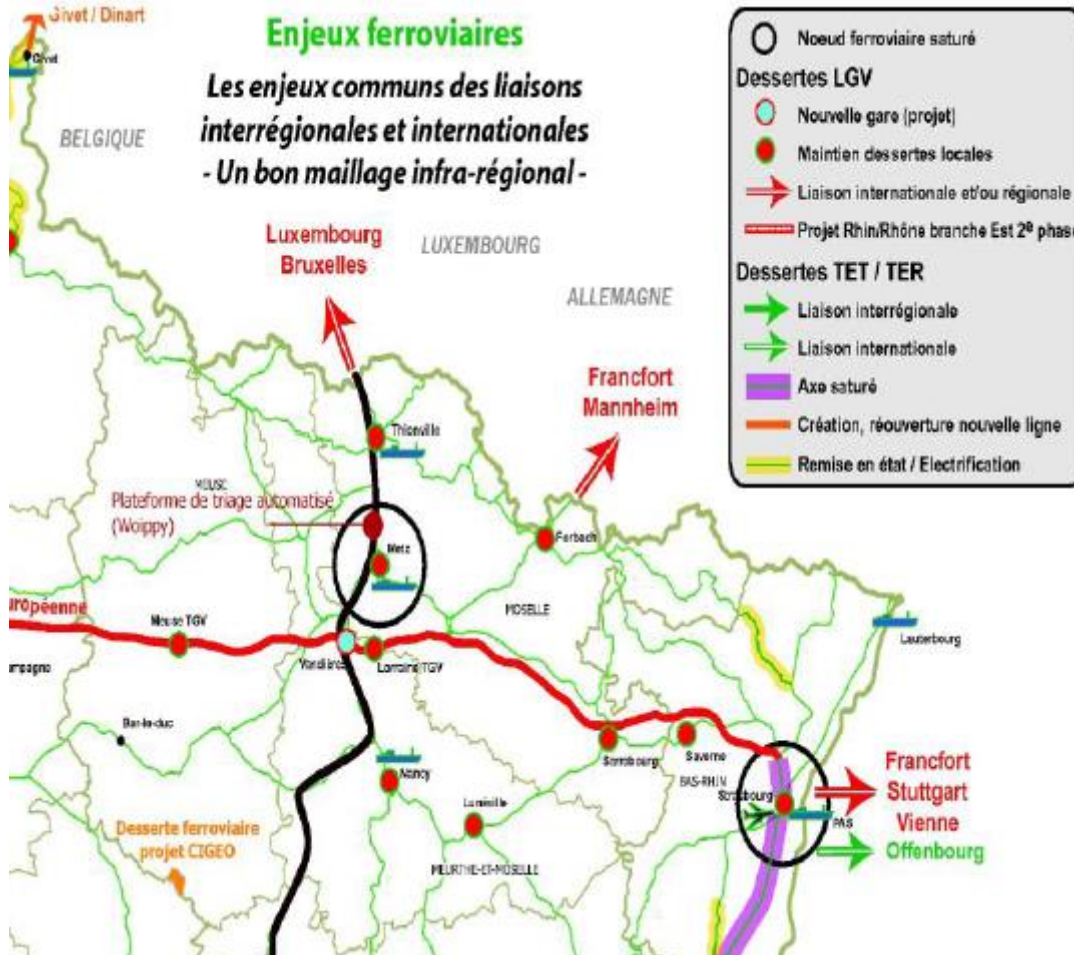 Givet / Dinart
Givet
BELGIQUE
Enjeux ferroviaires
Les enjeux communs des liaisons
interrégionales et internationales
- Un bon maillage infra-régional -
Luxembourg
Bruxelles
LUXEMBOURG
ALLEMAGNE
Francfort
Mannheim
Noeud ferroviaire saturé
Dessertes LGV
Nouvelle gare (projet)
Maintien dessertes locales
Liaison internationale et/ou régionale
Projet Rhin/Rhône branche Est 2e phase
Dessertes TET / TER
Liaison interrégionale
Liaison internationale
Axe saturé
Création, réouverture nouvelle ligne
Remise en état / Electrification
Thionville
MEUSE
Plateforme de triage automatisé
(Woippy)
Metz
Forbach
MOSELLE
uropéenne
Meuse TGV
Vandières
Lorraine TGV
Lauterbourg
ampagne
Bar-le-duc
Sarrebourg
Saverne
BAS-RHIN
Nancy
Lunéville
Strasbourg
PAS
Francfort
Stuttgart
Vienne
Offenbourg
Desserte ferroviaire
projet CIGEO
MEURTHE-ET-MOSELLE